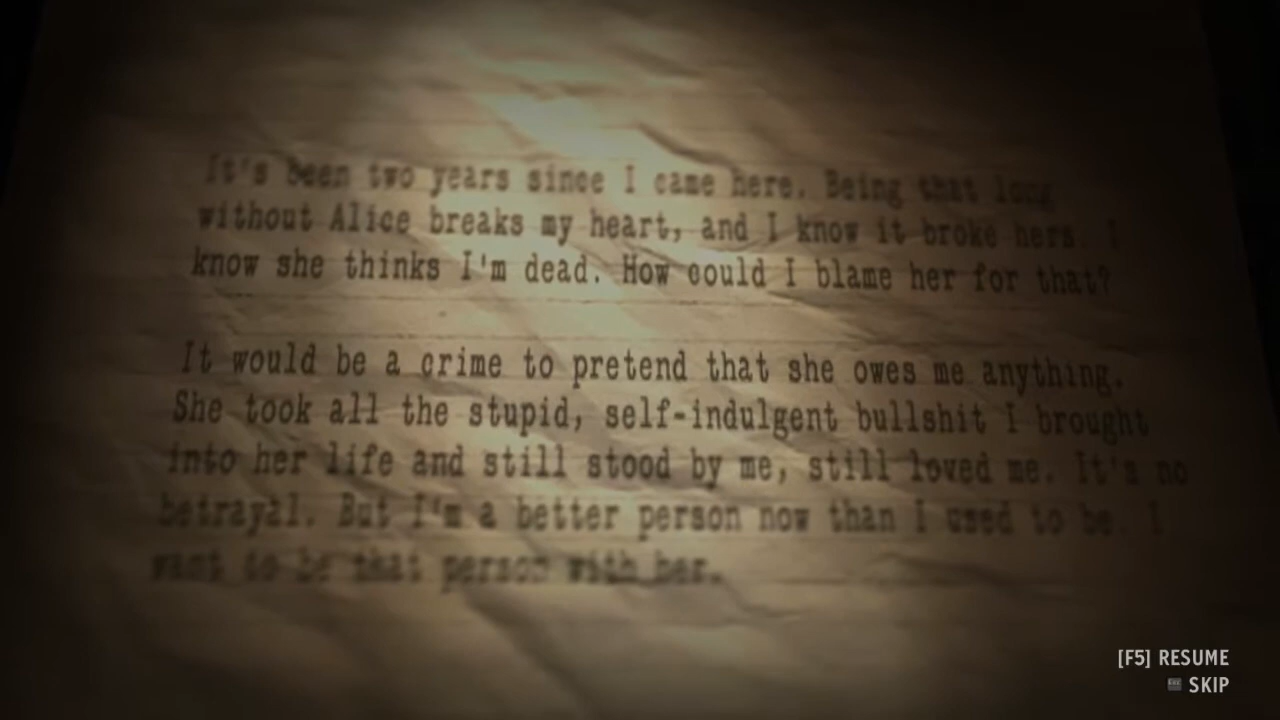 It's been two years since I came here. Being that long
without Alice breaks my heart, and I know it broke hers. I
know she thinks I'm dead. How could I blame her for that?
It would be a crime to pretend that she owes me anything.
She took all the stupid, self-indulgent bullshit I brought
into her life and still stood by me, still loved me. It's no
betrayal. But I'm a better person now than I used to be. I
want to be that person with her.
[F5] RESUME
Esc SKIP